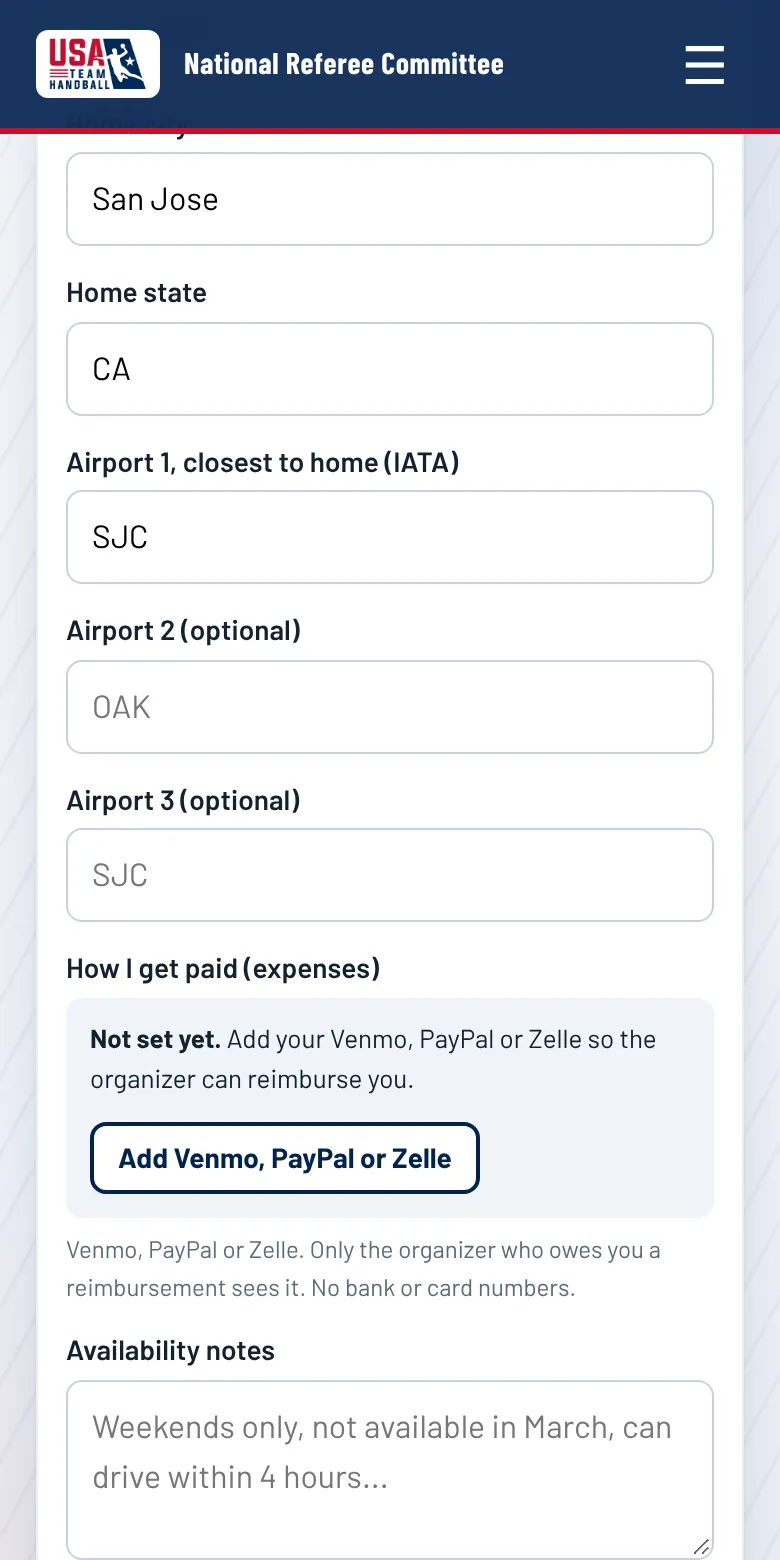 USA
TEAM
HANDBALL
National Referee Committee
San Jose
Home state
CA
Airport 1, closest to home (IATA)
SJC
Airport 2 (optional)
OAK
Airport 3 (optional)
SJC
How I get paid (expenses)
Not set yet. Add your Venmo, PayPal or Zelle so the
organizer can reimburse you.
Add Venmo, PayPal or Zelle
Venmo, PayPal or Zelle. Only the organizer who owes you a
reimbursement sees it. No bank or card numbers.
Availability notes
Weekends only, not available in March, can
drive within 4 hours...